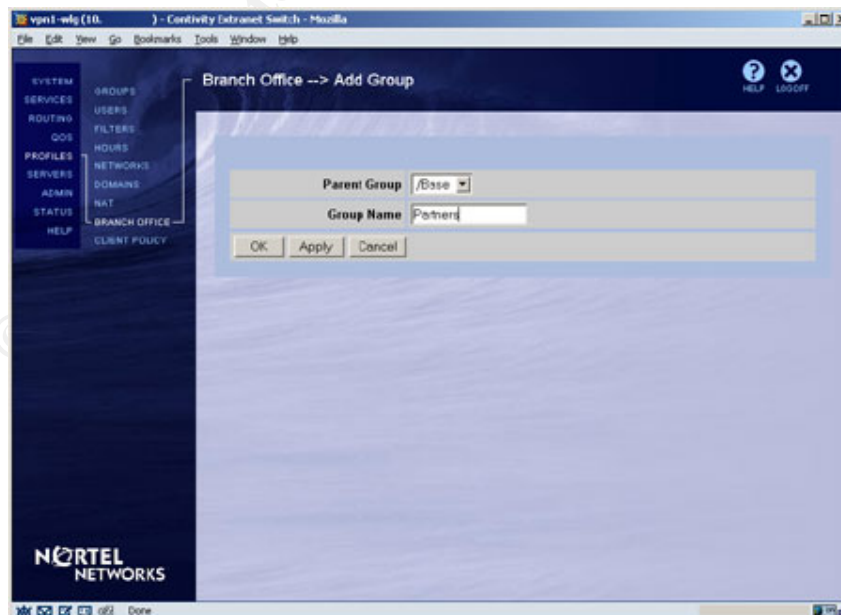 vpn1-wlg (10. ) - Contivity Extranet Switch - Mozilla
File Edit View Go Bookmarks Tools Window Help
Branch Office --> Add Group
HELP LOGOFF
SYSTEM
SERVICES
ROUTING
QOS
PROFILES
SERVERS
ADMIN
STATUS
HELP
GROUPS
USERS
FILTERS
HOURS
NETWORKS
DOMAINS
NAT
BRANCH OFFICE
CLIENT POLICY
Parent Group /Base
Group Name Partners
OK Apply Cancel
NORTEL
NETWORKS
Done